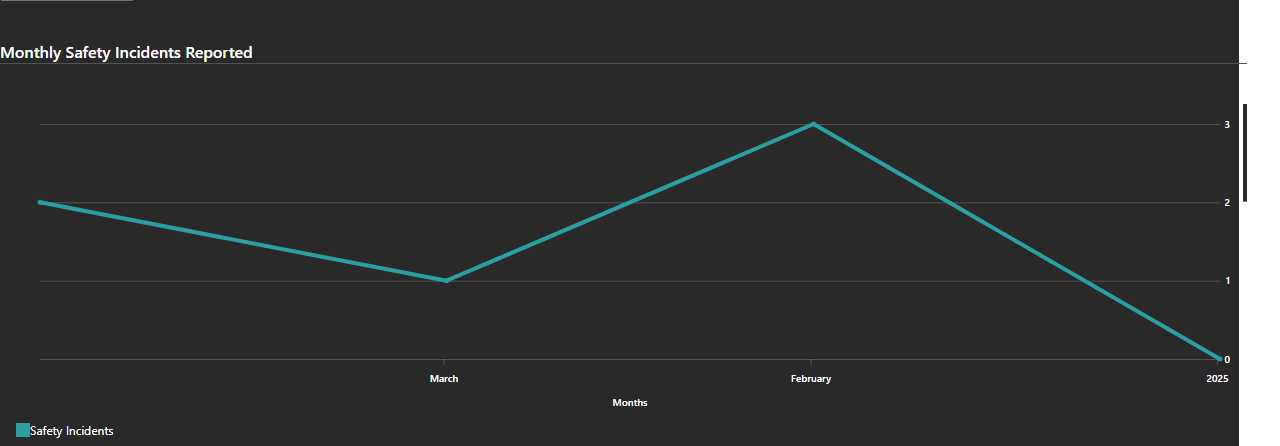 Monthly Safety Incidents Reported
3
2
1
0
March
February
2025
Months
Safety Incidents